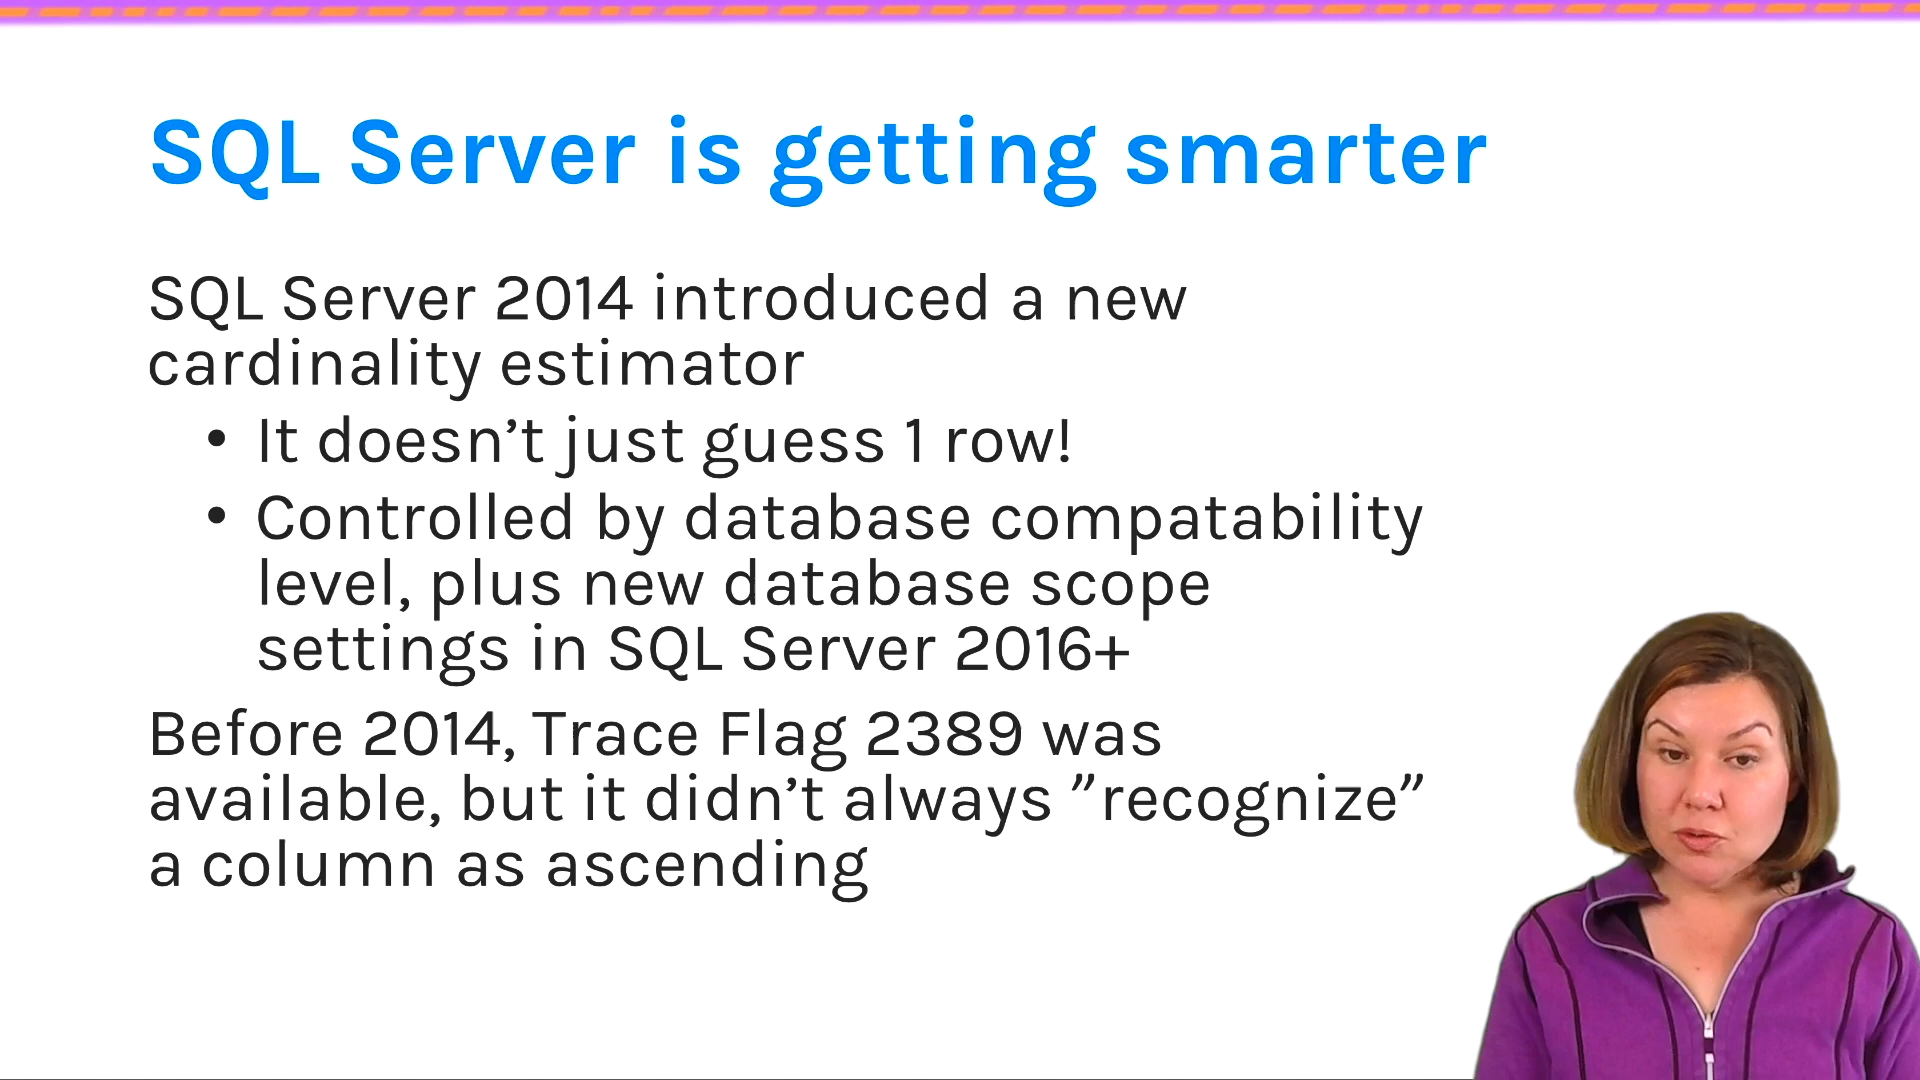 SQL Server is getting smarter
SQL Server 2014 introduced a new
cardinality estimator
• It doesn’t just guess 1 row!
• Controlled by database compatability
level, plus new database scope
settings in SQL Server 2016+
Before 2014, Trace Flag 2389 was
available, but it didn’t always ”recognize”
a column as ascending